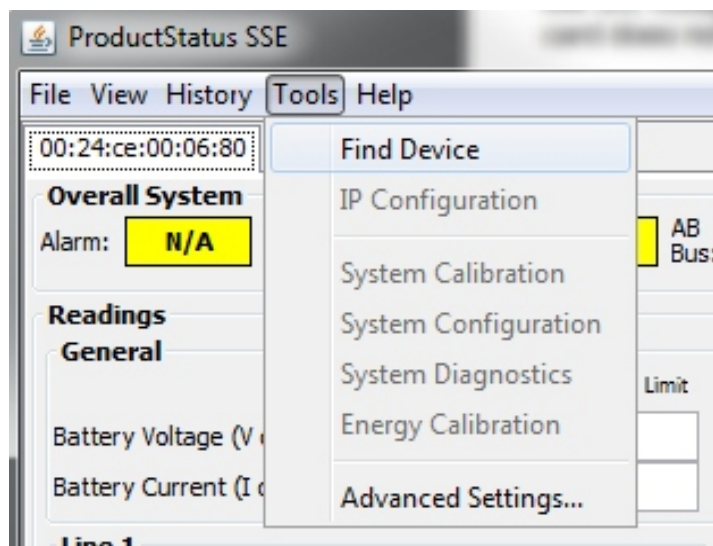 ProductStatus SSE
File View History Tools Help
00:24:ce:00:06:80
Find Device
IP Configuration
System Calibration
System Configuration
System Diagnostics
Energy Calibration
Advanced Settings...
Overall System
Alarm: N/A
AB
Bus:
Readings
General
Limit
Battery Voltage (V
Battery Current (I
Line 1